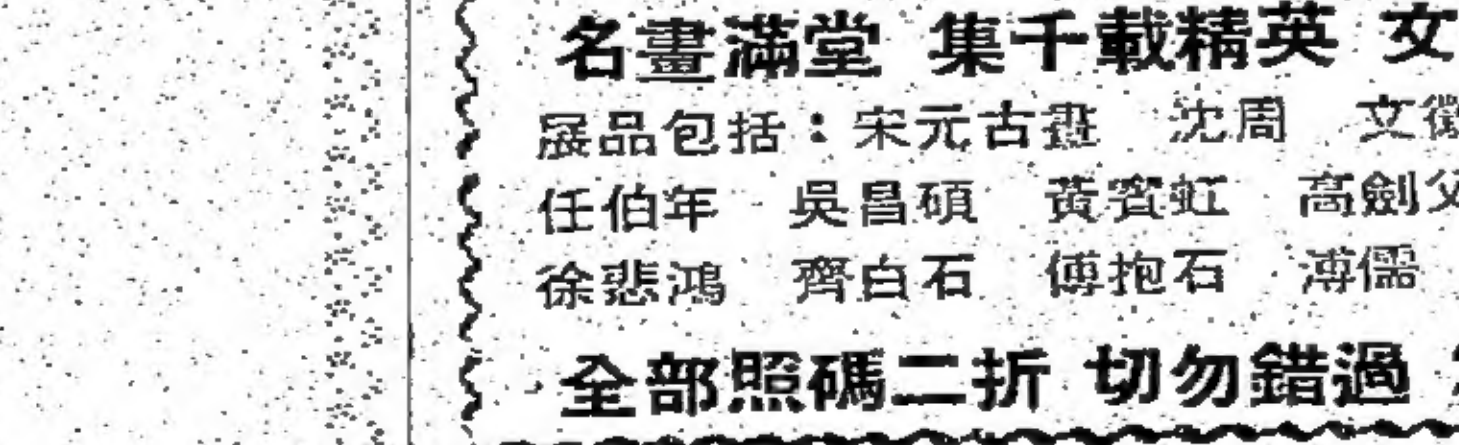 名畫滿堂 集千載精英 女
展品包括：宋元古畫 沈周 文徵
任伯年 吳昌碩 黃賓虹 高劍父
徐悲鴻 齊白石 傅抱石 溥儒
全部照碼二折 切勿錯過